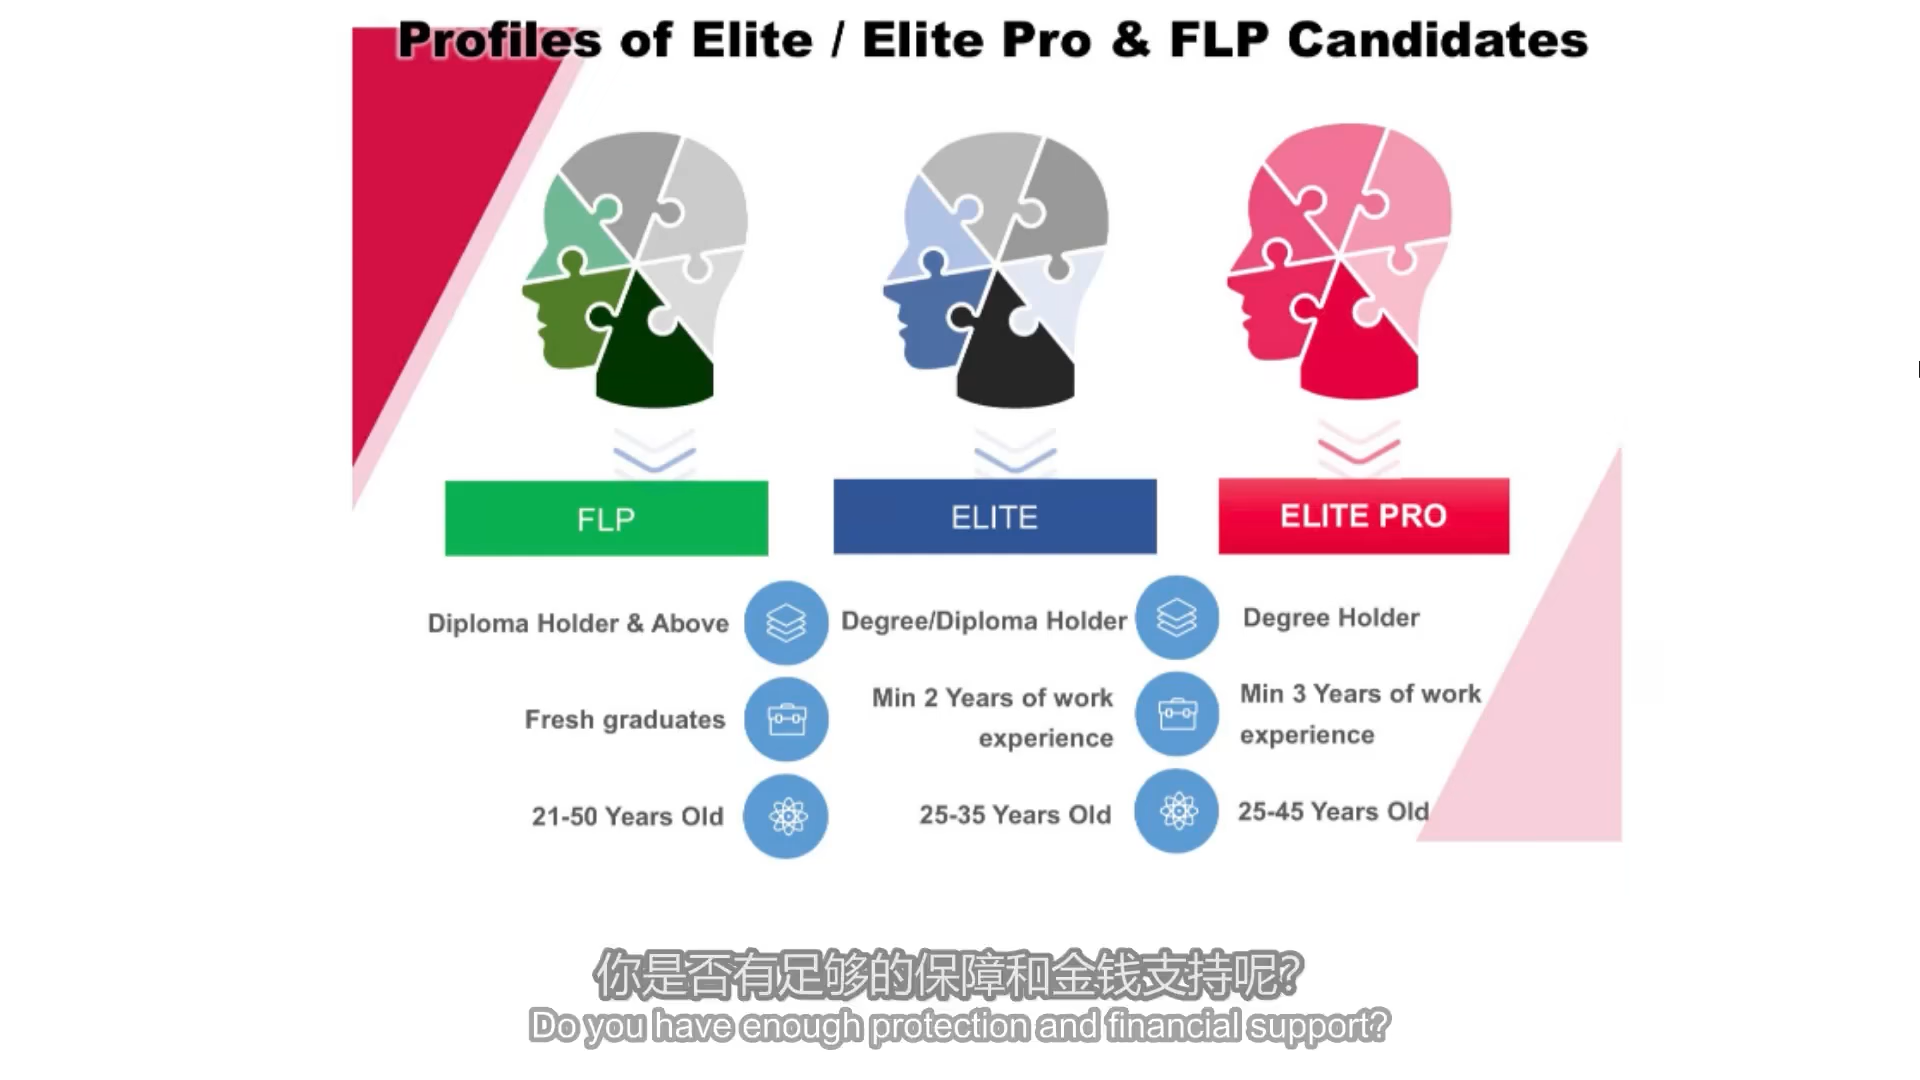 Profiles of Elite / Elite Pro & FLP Candidates
FLP
Diploma Holder & Above
Fresh graduates
21-50 Years Old
ELITE
Degree/Diploma Holder
Min 2 Years of work
experience
25-35 Years Old
ELITE PRO
Degree Holder
Min 3 Years of work
experience
25-45 Years Old
你是否有足够的保障和金钱支持呢?
Do you have enough protection and financial support?